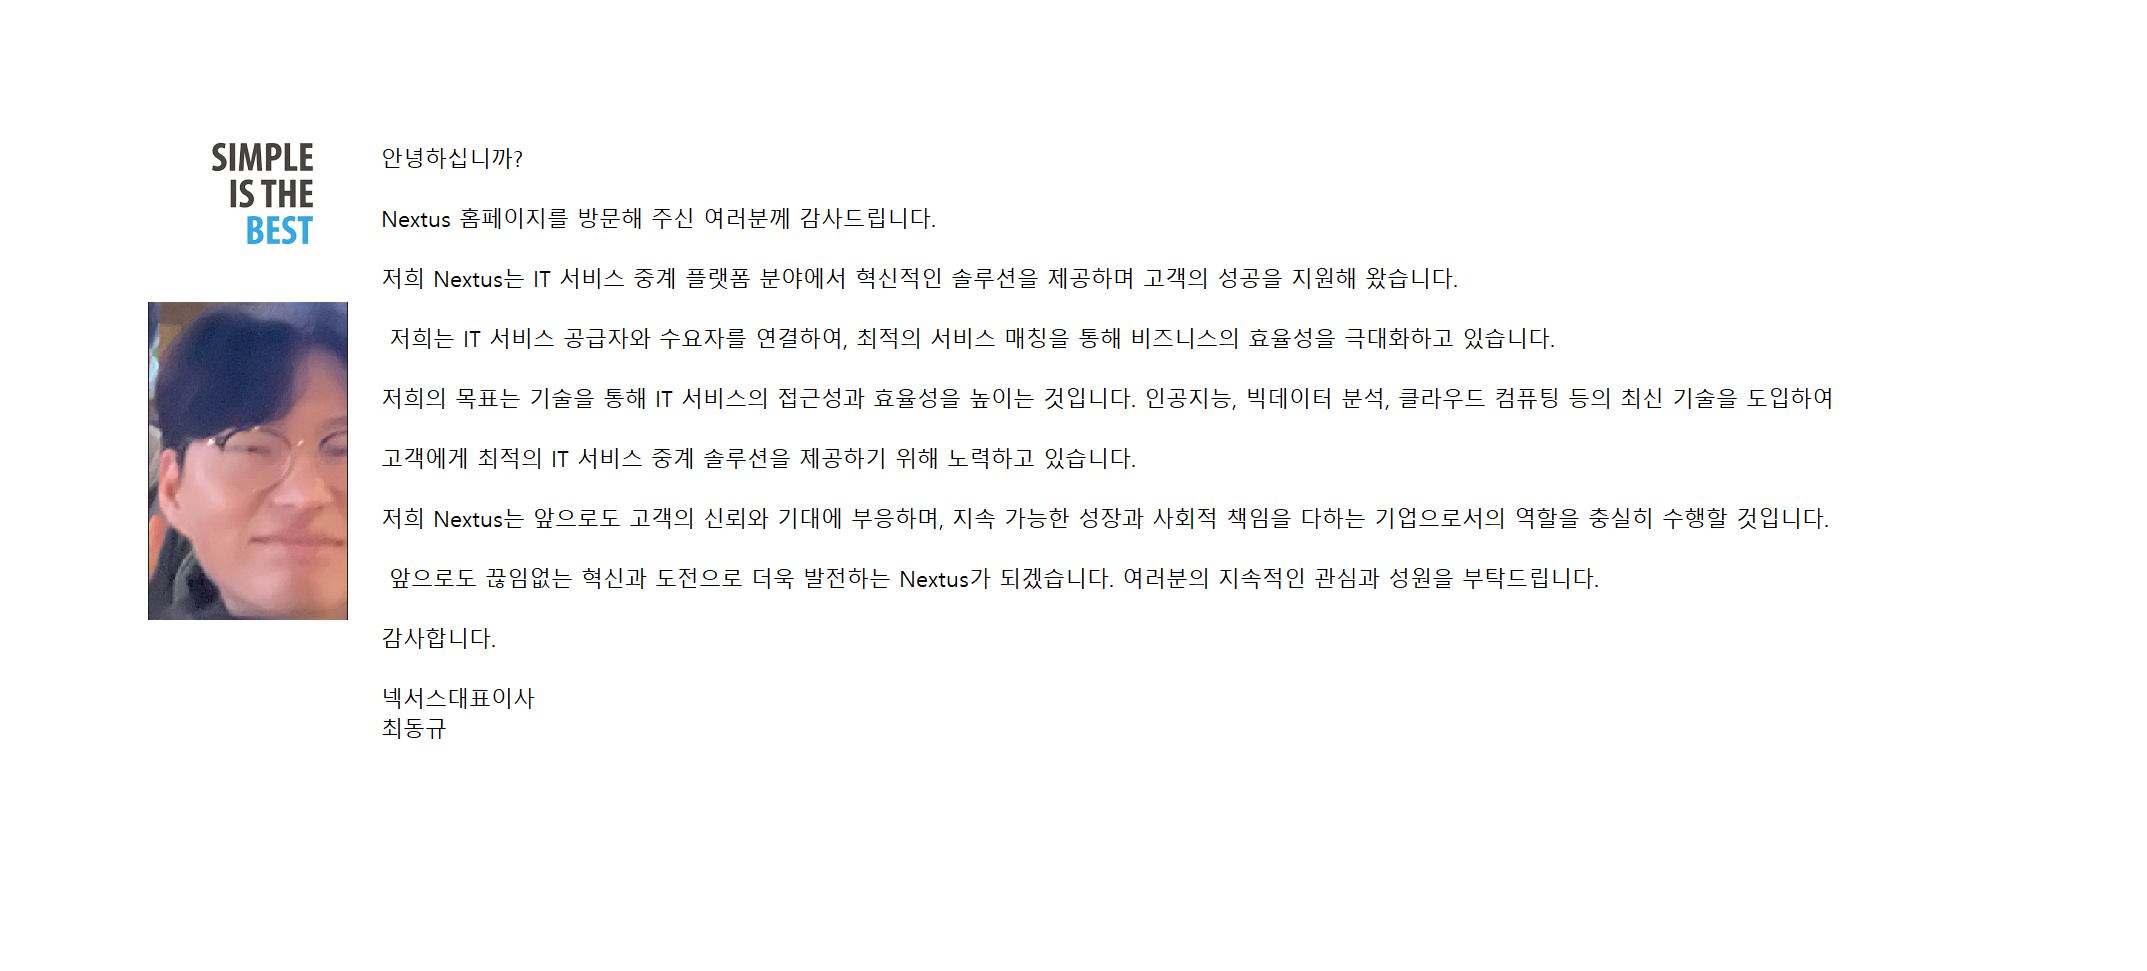 SIMPLE
IS THE
BEST
안녕하십니까?
Nextus 홈페이지를 방문해 주신 여러분께 감사드립니다.
저희 Nextus는 IT 서비스 중계 플랫폼 분야에서 혁신적인 솔루션을 제공하며 고객의 성공을 지원해 왔습니다.
저희는 IT 서비스 공급자와 수요자를 연결하여, 최적의 서비스 매칭을 통해 비즈니스의 효율성을 극대화하고 있습니다.
저희의 목표는 기술을 통해 IT 서비스의 접근성과 효율성을 높이는 것입니다. 인공지능, 빅데이터 분석, 클라우드 컴퓨팅 등의 최신 기술을 도입하여
고객에게 최적의 IT 서비스 중계 솔루션을 제공하기 위해 노력하고 있습니다.
저희 Nextus는 앞으로도 고객의 신뢰와 기대에 부응하며, 지속 가능한 성장과 사회적 책임을 다하는 기업으로서의 역할을 충실히 수행할 것입니다.
앞으로도 끊임없는 혁신과 도전으로 더욱 발전하는 Nextus가 되겠습니다. 여러분의 지속적인 관심과 성원을 부탁드립니다.
감사합니다.
넥서스대표이사
최동규